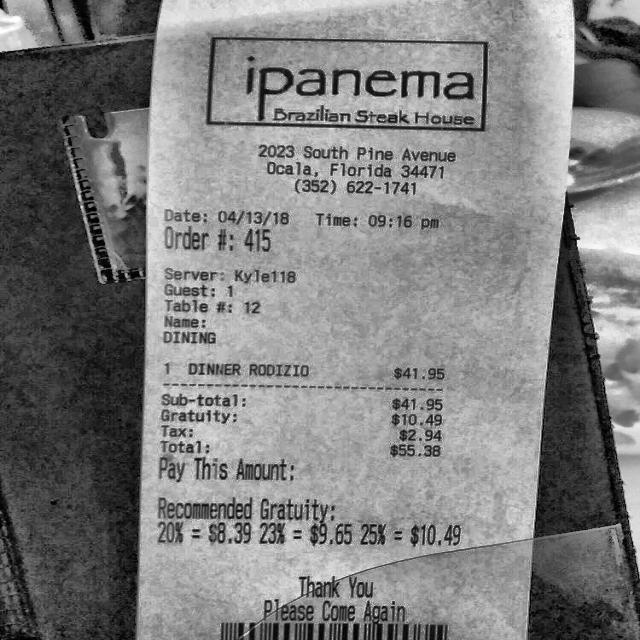 ipanema
Brazilian Steak House
2023 South Pine Avenue
Ocala, Florida 34471
(352) 622-1741
Date: 04/13/18 Time: 09:16 pm
Order #: 415
Server: Kyle118
Guest: 1
Table #: 12
Name:
DINING
1 DINNER RODIZIO $41.95
Sub-total: $41.95
Gratuity: $10.49
Tax: $2.94
Total: $55.38
Pay This Amount:
Recommended Gratuity:
20% = $8.39 23% = $9.65 25% = $10.49
Thank You
Please Come Again